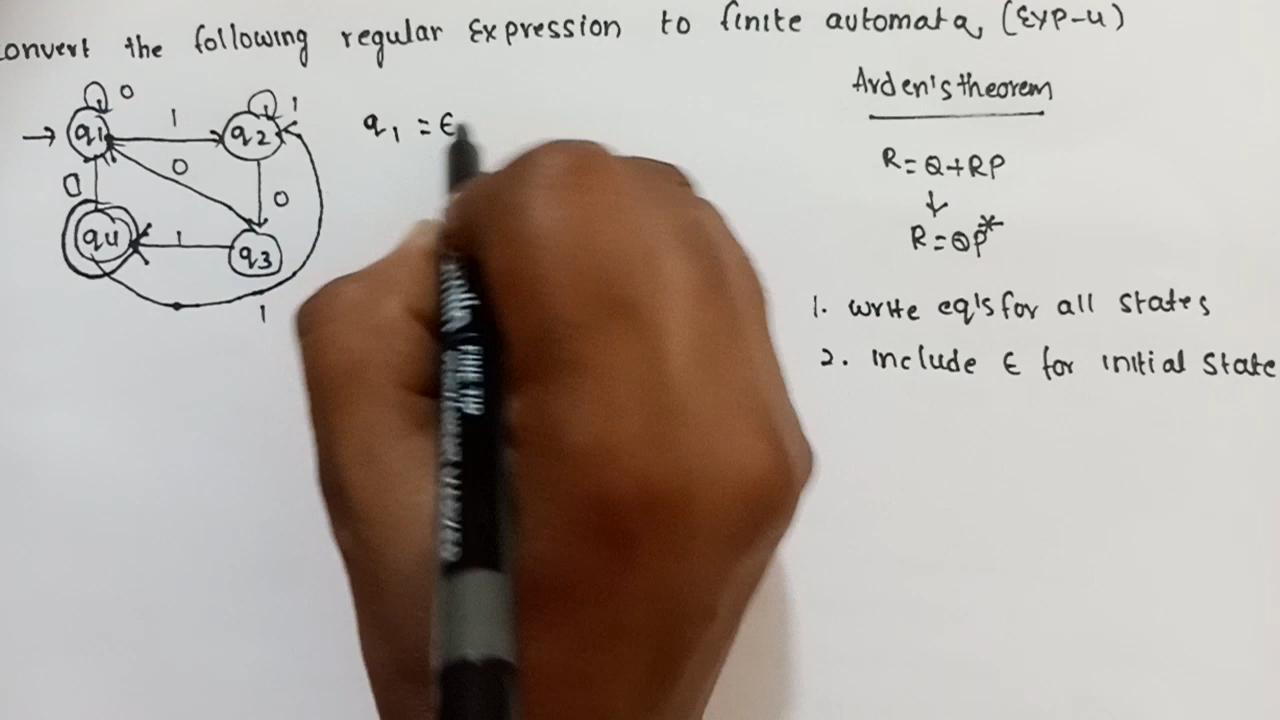 convert the following regular Expression to finite automata (Exp-4)
Arden's theorem
0
1
1
q1
q2
q1 = ε
0
R = Q + RP
0
0
↓
R = QP*
q4
1
q3
1
1. write eq's for all states
2. include ε for initial state